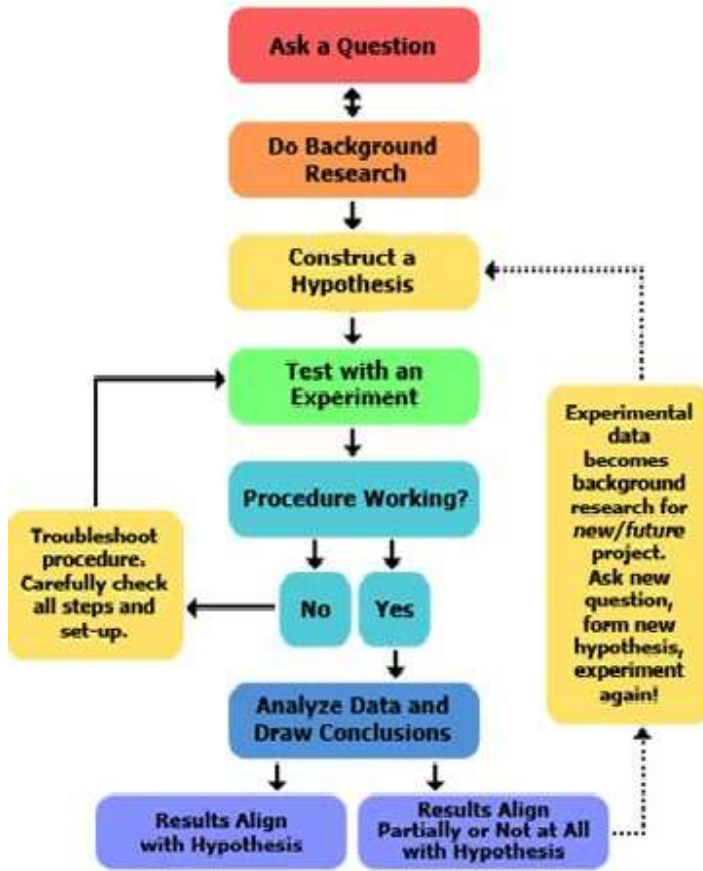 Ask a Question
Do Background
Research
Construct a
Hypothesis
Test with an
Experiment
Procedure Working?
Troubleshoot
procedure.
Carefully check
all steps and
set-up.
No
Yes
Experimental
data
becomes
background
research for
new/future
project.
Ask new
question,
form new
hypothesis,
experiment
again!
Analyze Data and
Draw Conclusions
Results Align
with Hypothesis
Results Align
Partially or Not at All
with Hypothesis